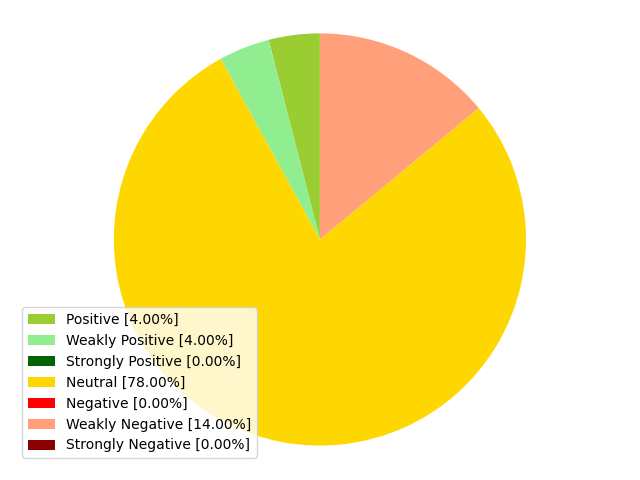 Positive [4.00%]
Weakly Positive [4.00%]
Strongly Positive [0.00%]
Neutral [78.00%]
Negative [0.00%]
Weakly Negative [14.00%]
Strongly Negative [0.00%]